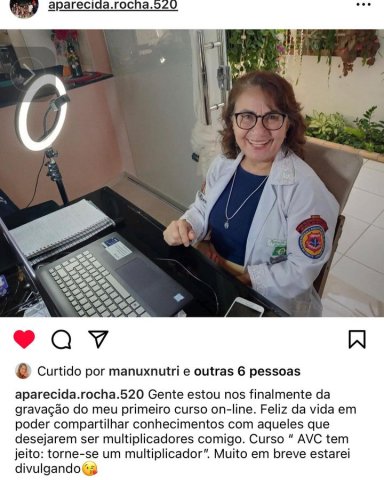 aparecida.rocha.520
Curtido por manuxnutri e outras 6 pessoas
aparecida.rocha.520 Gente estou nos finalmente da
gravação do meu primeiro curso on-line. Feliz da vida em
poder compartilhar conhecimentos com aqueles que
desejarem ser multiplicadores comigo. Curso “ AVC tem
jeito: torne-se um multiplicador”. Muito em breve estarei
divulgando😘